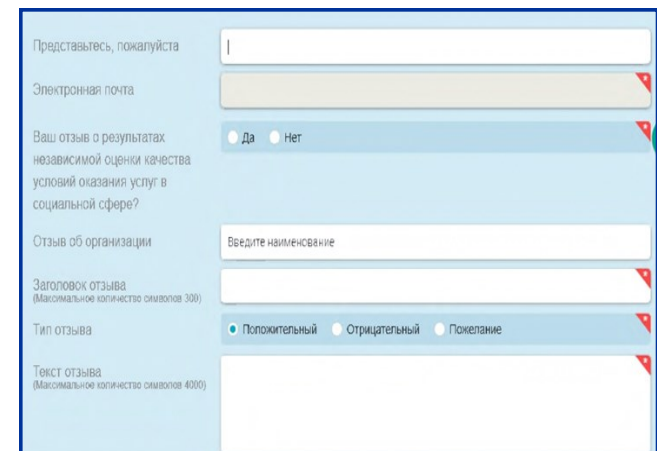 Представьтесь, пожалуйста
Электронная почта
Ваш отзыв о результатах
независимой оценки качества
условий оказания услуг в
социальной сфере?
Да Нет
Отзыв об организации
Введите наименование
Заголовок отзыва
(Максимальное количество символов 300)
Тип отзыва
Положительный Отрицательный Пожелание
Текст отзыва
(Максимальное количество символов 4000)